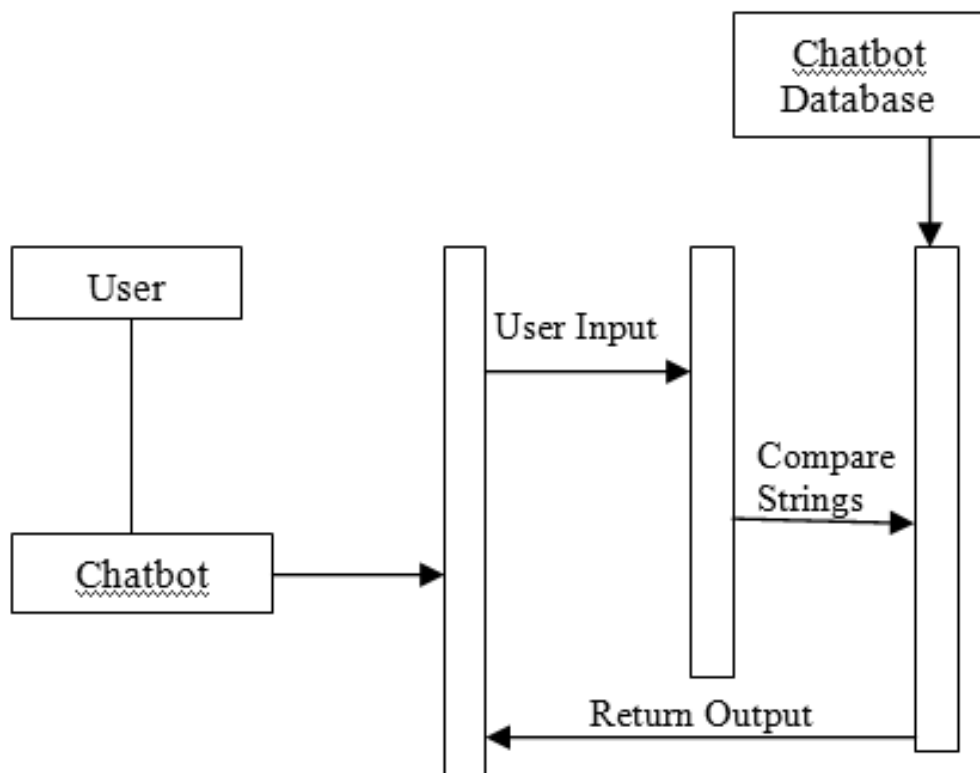 Chatbot
Database
User
User Input
Compare
Strings
Chatbot
Return Output